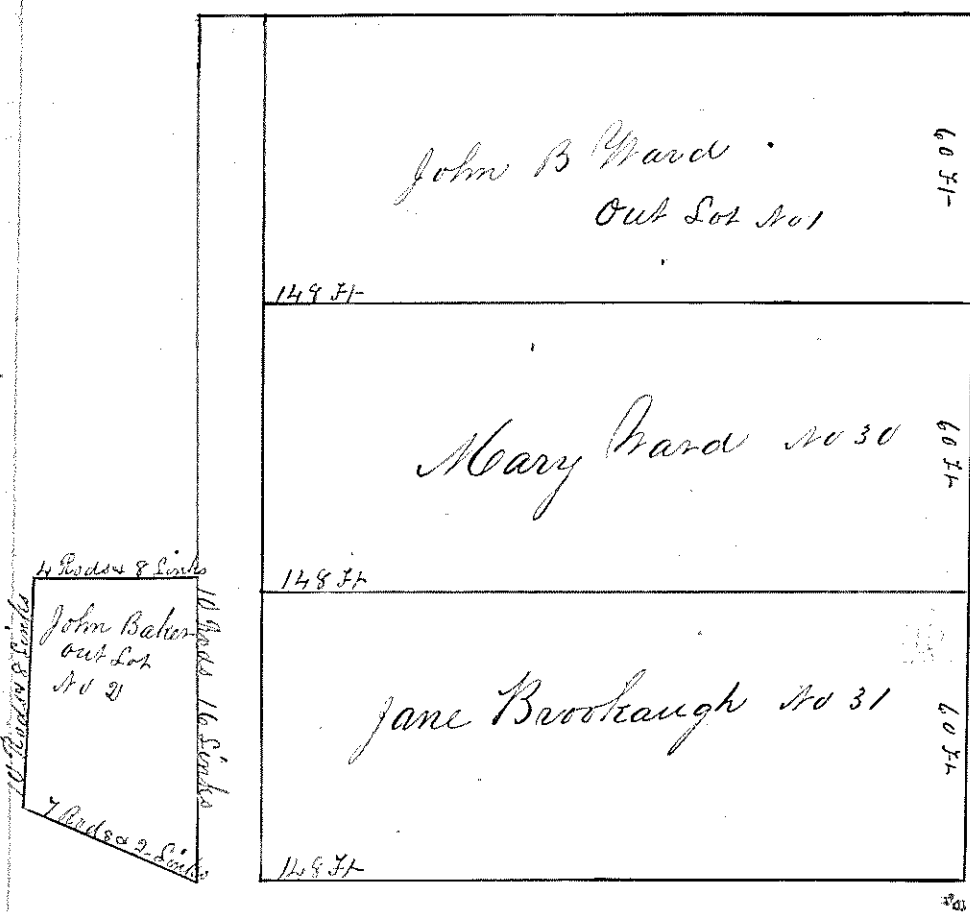 John B Ward
Out Lot No 1
60 Ft
148 Ft
Mary Ward No 30
60 Ft
148 Ft
4 Rods & 8 Links
John Baker
out Lot
No 2
10 Rods & 8 Links
10 Rods 16 Links
7 Rods & 2 Links
Jane Brookaugh No 31
60 Ft
148 Ft